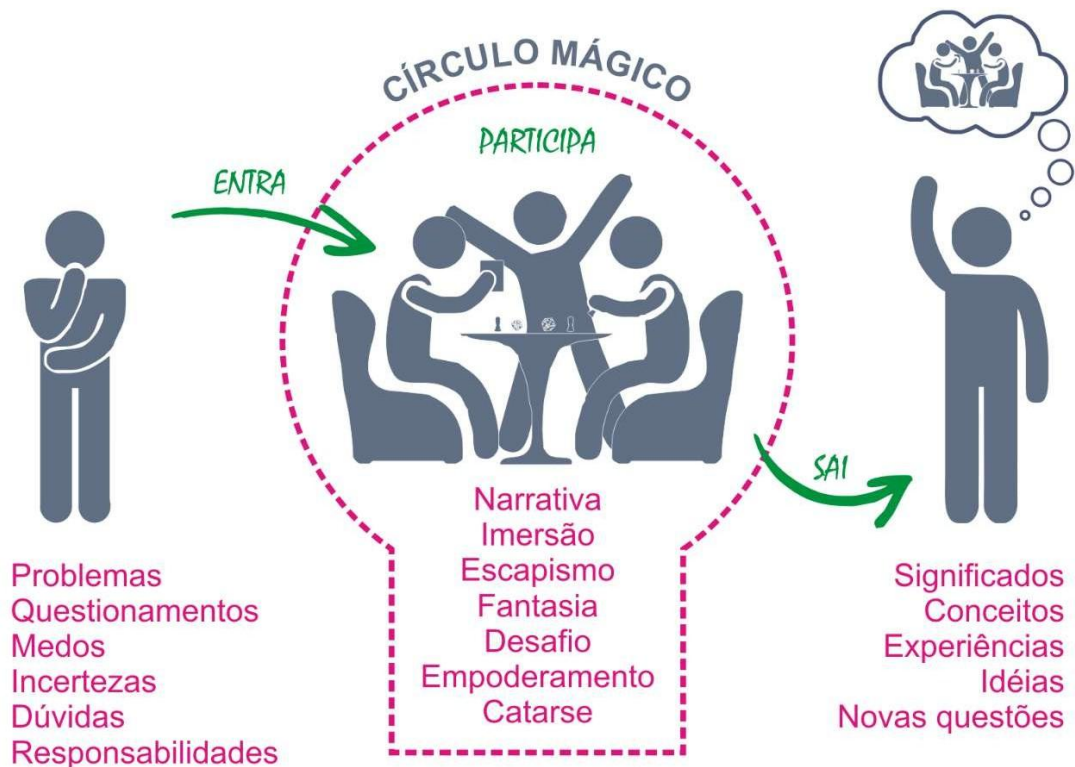 CÍRCULO MÁGICO
PARTICIPA
ENTRA
SAI
Problemas
Questionamentos
Medos
Incertezas
Dúvidas
Responsabilidades
Narrativa
Imersão
Escapismo
Fantasia
Desafio
Empoderamento
Catarse
Significados
Conceitos
Experiências
Idéias
Novas questões